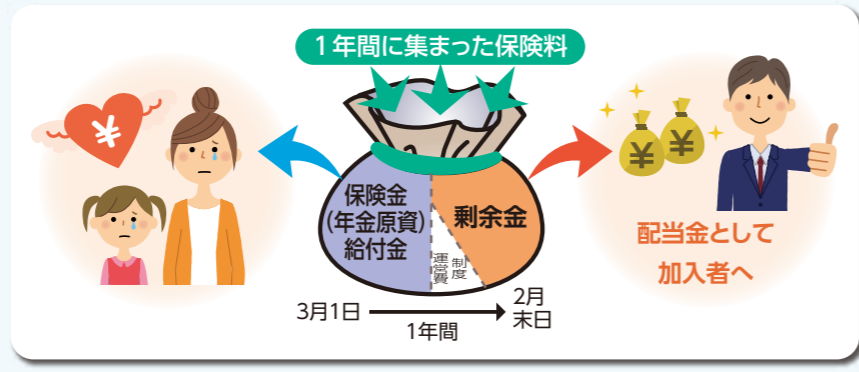 1年間に集まった保険料
¥
保険金
(年金原資)
給付金
剰余金
制度
運営費
¥
¥
配当金として
加入者へ
3月1日
1年間
2月
末日